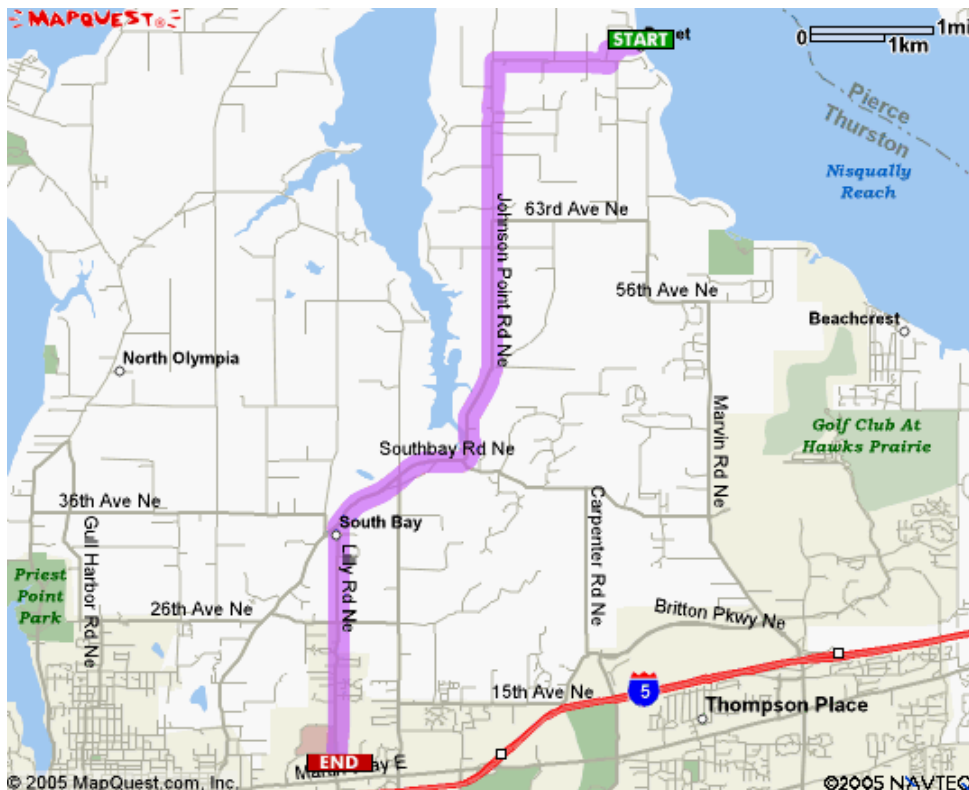 MAPQUEST®
START
0
1mi
1km
Pierce
Thurston
Nisqually
Reach
Johnson Point Rd Ne
63rd Ave Ne
56th Ave Ne
Beachcrest
North Olympia
Marvin Rd Ne
Golf Club At
Hawks Prairie
Southbay Rd Ne
36th Ave Ne
Gull Harbor Rd Ne
South Bay
Lilly Rd Ne
Carpenter Rd Ne
Priest
Point
Park
26th Ave Ne
Britton Pkwy Ne
15th Ave Ne
5
Thompson Place
END
E
© 2005 MapQuest.com, Inc.
©2005 NAVTEQ